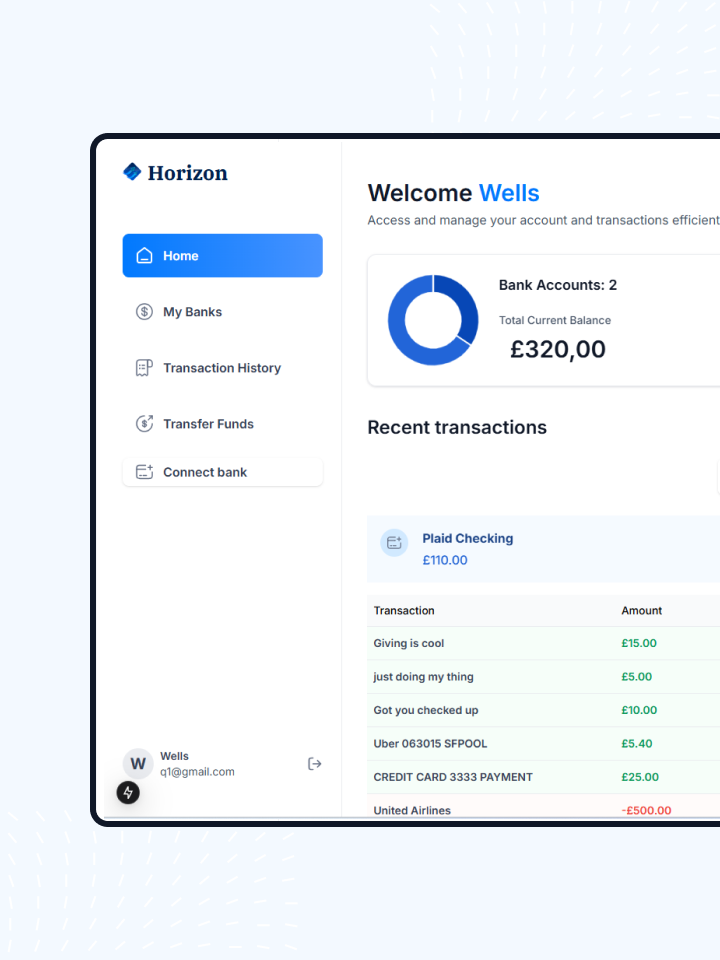 Horizon
Home
My Banks
Transaction History
Transfer Funds
Connect bank
W
Wells
q1@gmail.com
Welcome Wells
Access and manage your account and transactions
Bank Accounts: 2
Total Current Balance
£320,00
Recent transactions
Plaid Checking
£110.00
Transaction Amount
Giving is cool £15.00
just doing my thing £5.00
Got you checked up £10.00
Uber 063015 SFPOOL £5.40
CREDIT CARD 3333 PAYMENT £25.00
United Airlines -£500.00